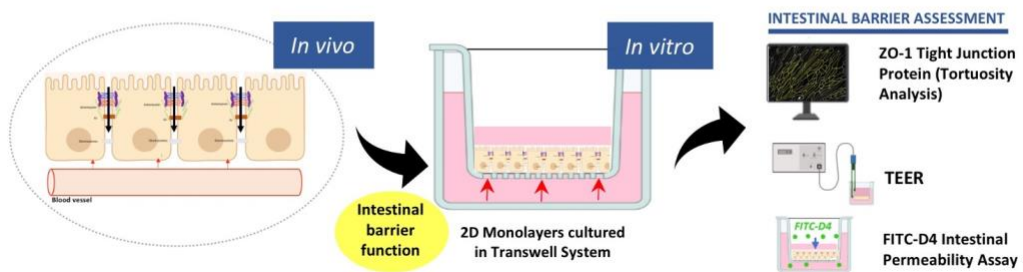 In vivo
Blood vessel
Intestinal
barrier
function
In vitro
2D Monolayers cultured
in Transwell System
INTESTINAL BARRIER ASSESSMENT
ZO-1 Tight Junction
Protein (Tortuosity
Analysis)
TEER
FITC-D4
FITC-D4 Intestinal
Permeability Assay